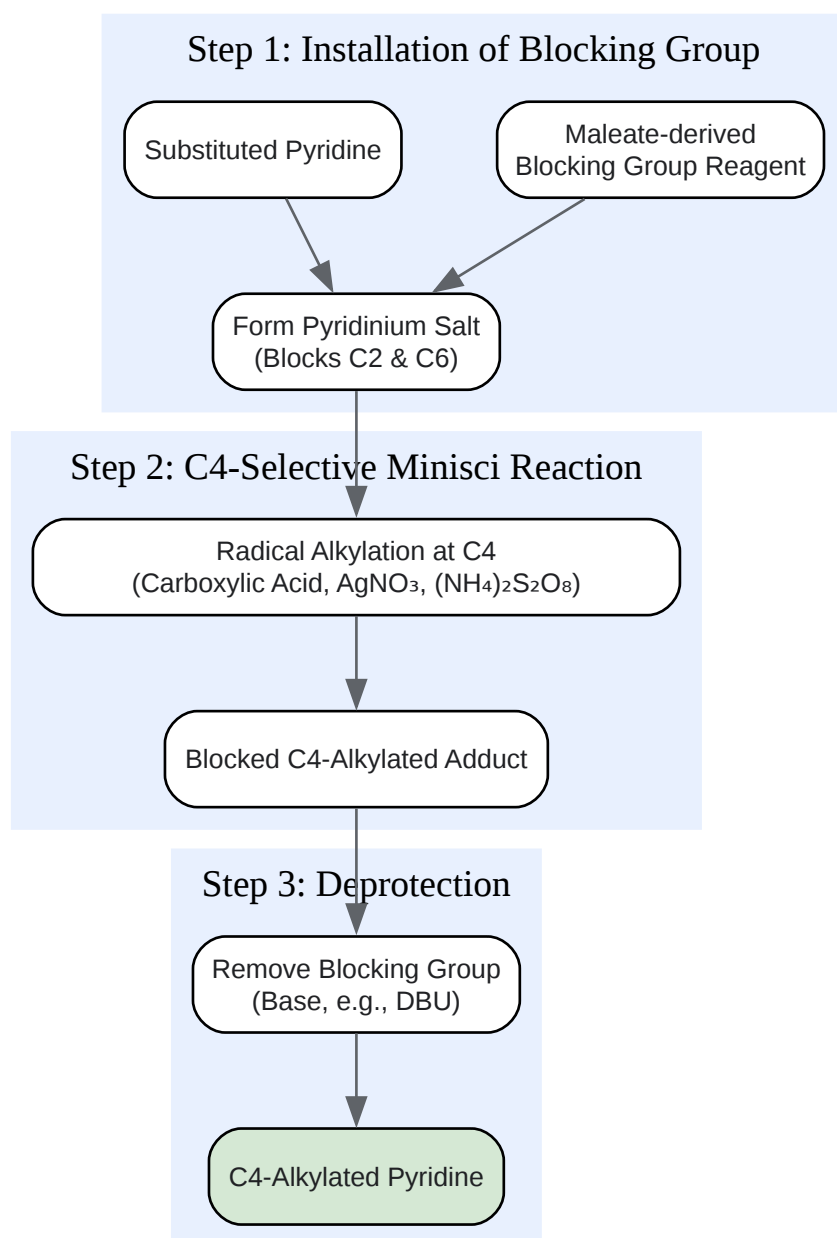 Step 1: Installation of Blocking Group
Substituted Pyridine
Maleate-derived
Blocking Group Reagent
Form Pyridinium Salt
(Blocks C2 & C6)
Step 2: C4-Selective Minisci Reaction
Radical Alkylation at C4
(Carboxylic Acid, AgNO₃, (NH₄)₂S₂O₈)
Blocked C4-Alkylated Adduct
Step 3: Deprotection
Remove Blocking Group
(Base, e.g., DBU)
C4-Alkylated Pyridine